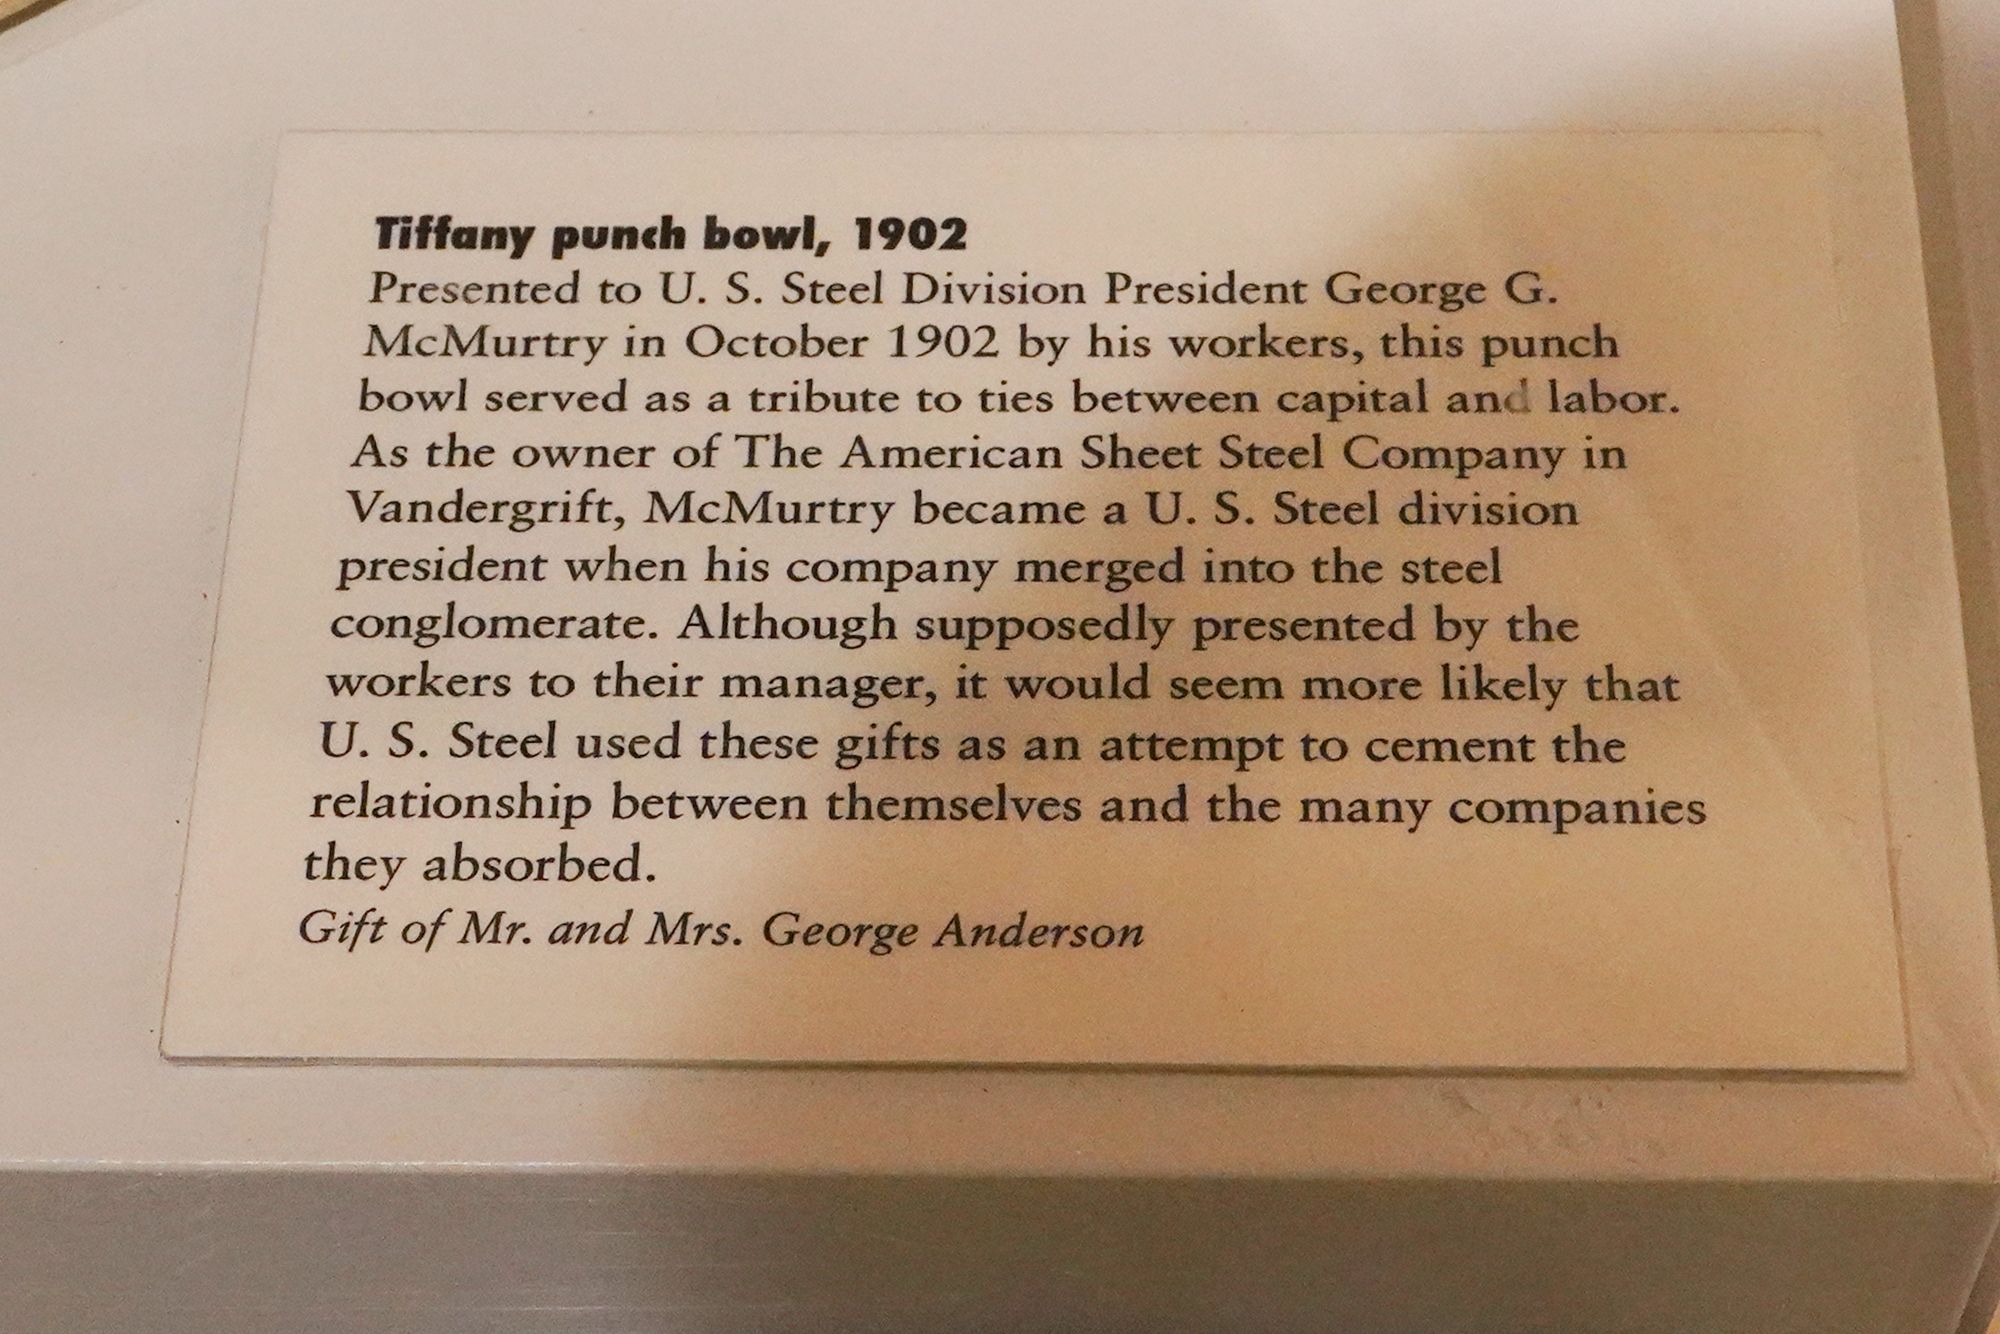 Tiffany punch bowl, 1902
Presented to U. S. Steel Division President George G.
McMurtry in October 1902 by his workers, this punch
bowl served as a tribute to ties between capital and labor.
As the owner of The American Sheet Steel Company in
Vandergrift, McMurtry became a U. S. Steel division
president when his company merged into the steel
conglomerate. Although supposedly presented by the
workers to their manager, it would seem more likely that
U. S. Steel used these gifts as an attempt to cement the
relationship between themselves and the many companies
they absorbed.
Gift of Mr. and Mrs. George Anderson